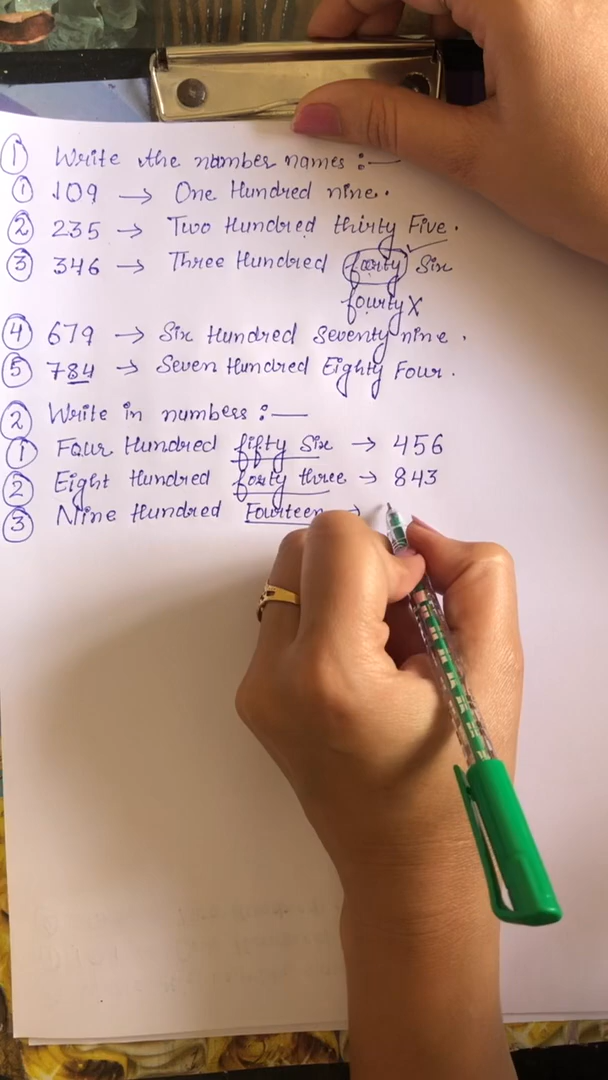 ① Write the number names :—
① 109 → One Hundred nine.
② 235 → Two Hundred thirty Five.
③ 346 → Three Hundred forty ✓ Six
fourty X
④ 679 → Six Hundred Seventy nine.
⑤ 784 → Seven Hundred Eighty Four.
② Write in numbers :—
① Four Hundred fifty Six → 456
② Eight Hundred forty three → 843
③ Nine Hundred Fourteen →